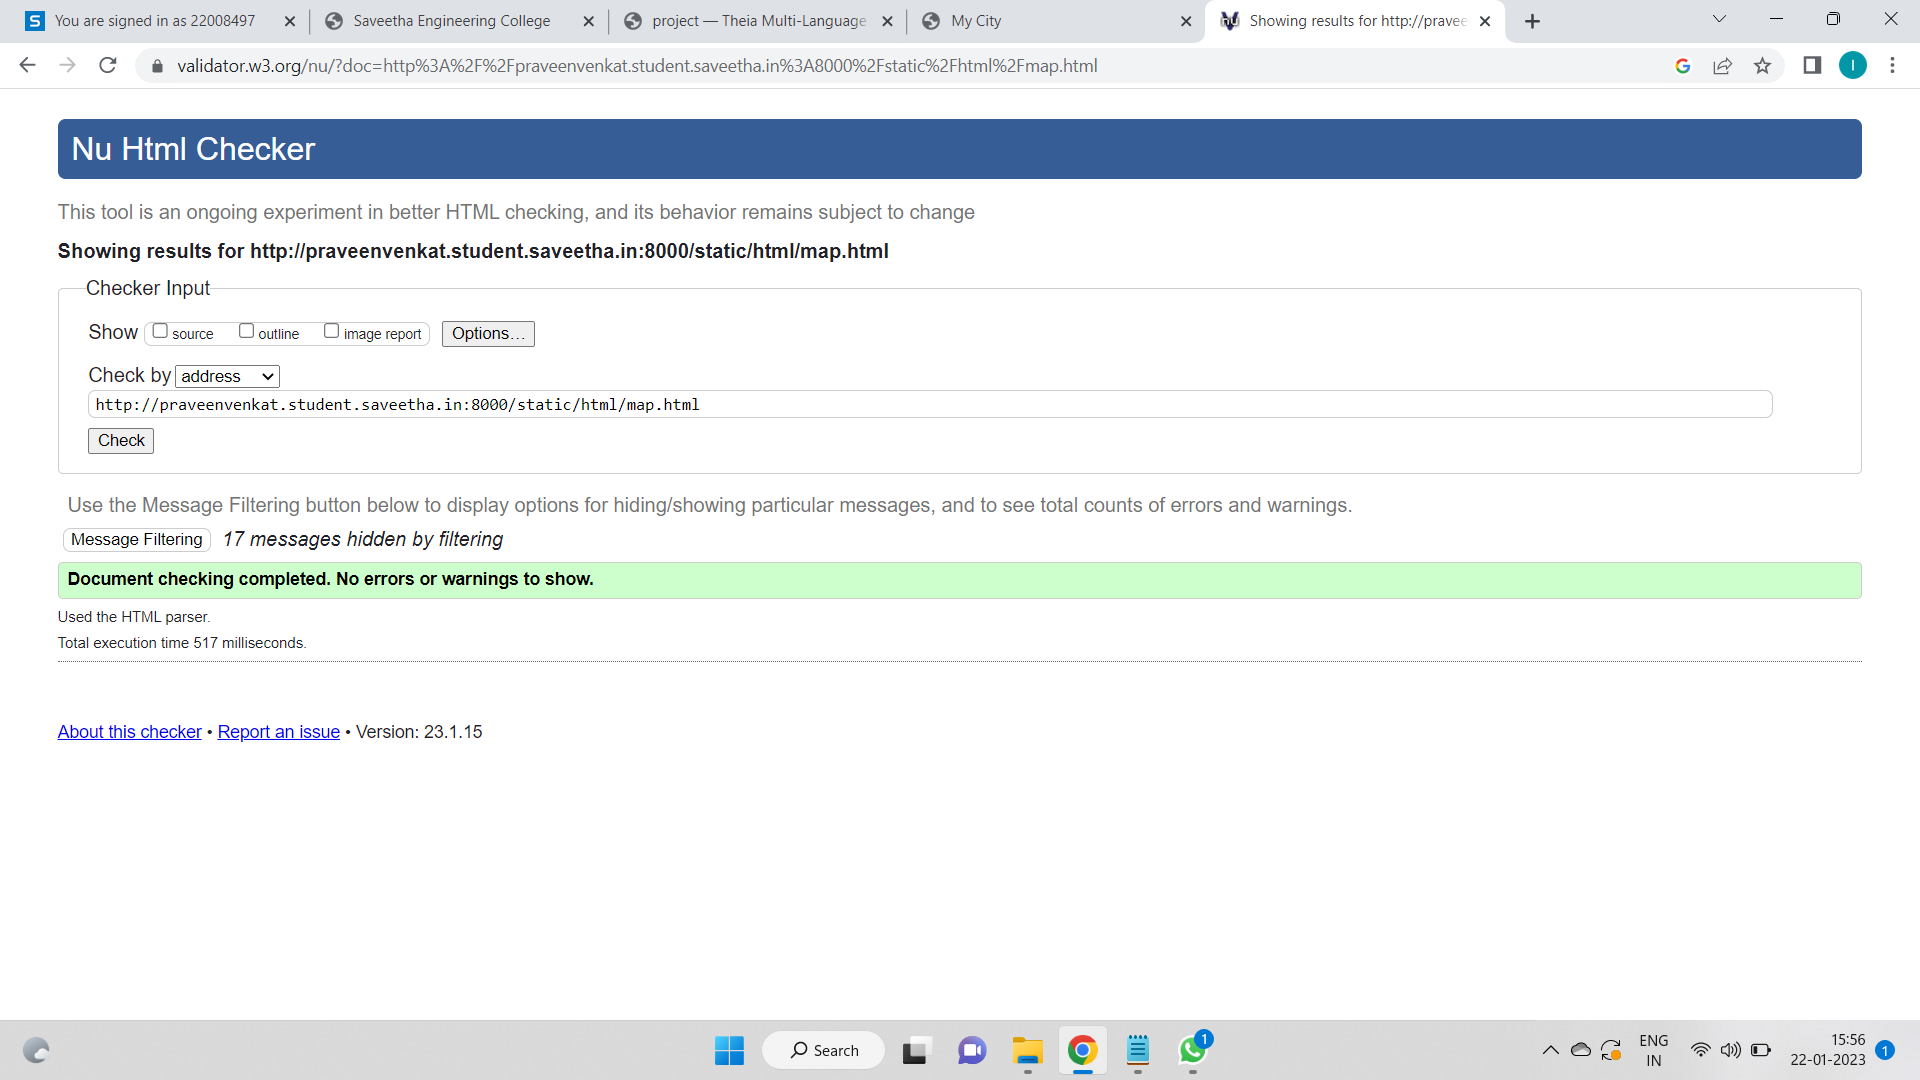 You are signed in as 22008497
Saveetha Engineering College
project — Theia Multi-Language
My City
Showing results for http://pravee
validator.w3.org/nu/?doc=http%3A%2F%2Fpraveenvenkat.student.saveetha.in%3A8000%2Fstatic%2Fhtml%2Fmap.html
I
Nu Html Checker
This tool is an ongoing experiment in better HTML checking, and its behavior remains subject to change
Showing results for http://praveenvenkat.student.saveetha.in:8000/static/html/map.html
Checker Input
Show source outline image report Options...
Check by address
http://praveenvenkat.student.saveetha.in:8000/static/html/map.html
Check
Use the Message Filtering button below to display options for hiding/showing particular messages, and to see total counts of errors and warnings.
Message Filtering 17 messages hidden by filtering
Document checking completed. No errors or warnings to show.
Used the HTML parser.
Total execution time 517 milliseconds.
About this checker • Report an issue • Version: 23.1.15
Search
1
ENG
IN
15:56
22-01-2023
1